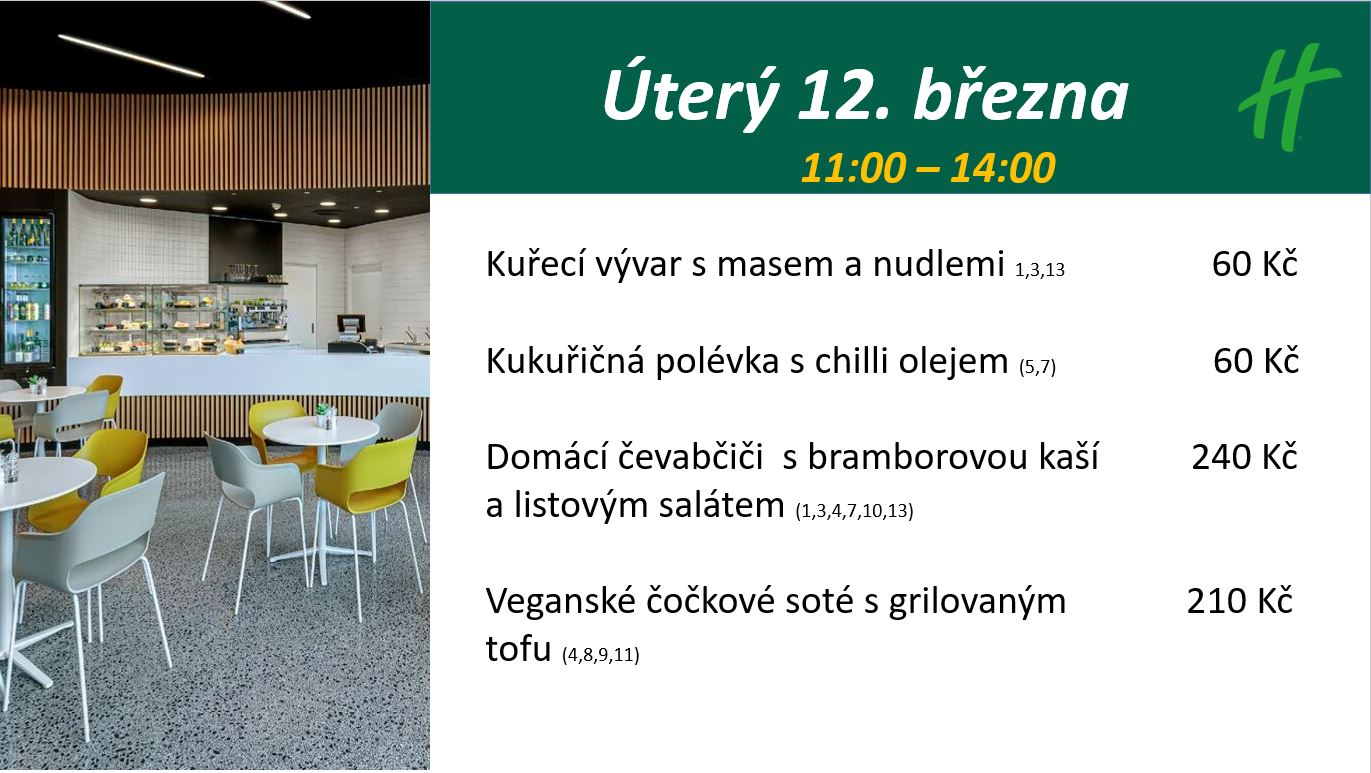 Úterý 12. března
11:00 – 14:00
Kuřecí vývar s masem a nudlemi 1,3,13 60 Kč
Kukuřičná polévka s chilli olejem (5,7) 60 Kč
Domácí čevabčiči s bramborovou kaší 240 Kč
a listovým salátem (1,3,4,7,10,13)
Veganské čočkové soté s grilovaným 210 Kč
tofu (4,8,9,11)